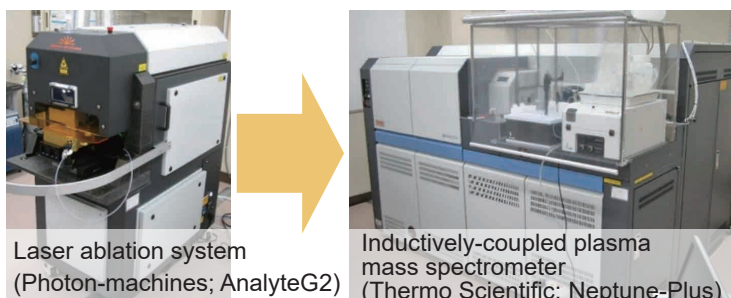 Laser ablation system
(Photon-machines; AnalyteG2)
Inductively-coupled plasma
mass spectrometer
(Thermo Scientific; Neptune-Plus)